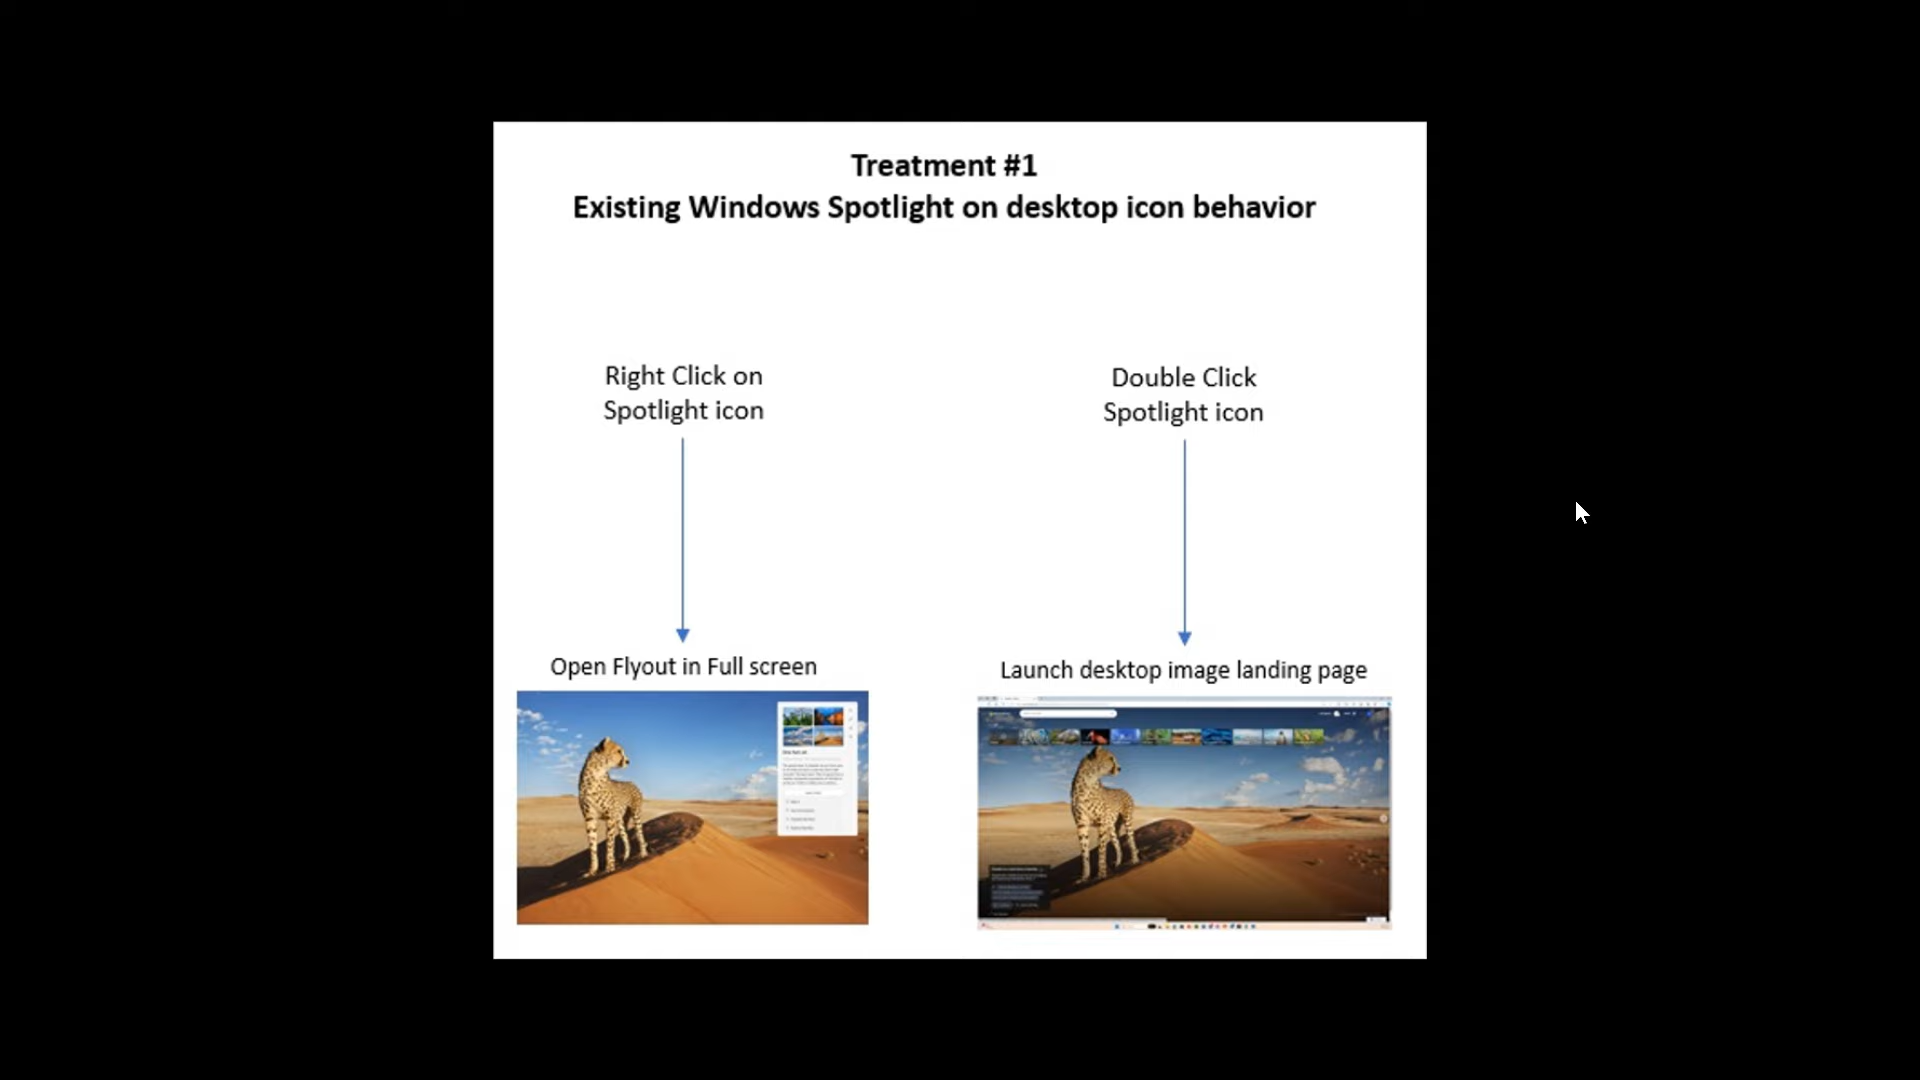 Treatment #1
Existing Windows Spotlight on desktop icon behavior
Right Click on
Spotlight icon
Double Click
Spotlight icon
Open Flyout in Full screen
Launch desktop image landing page